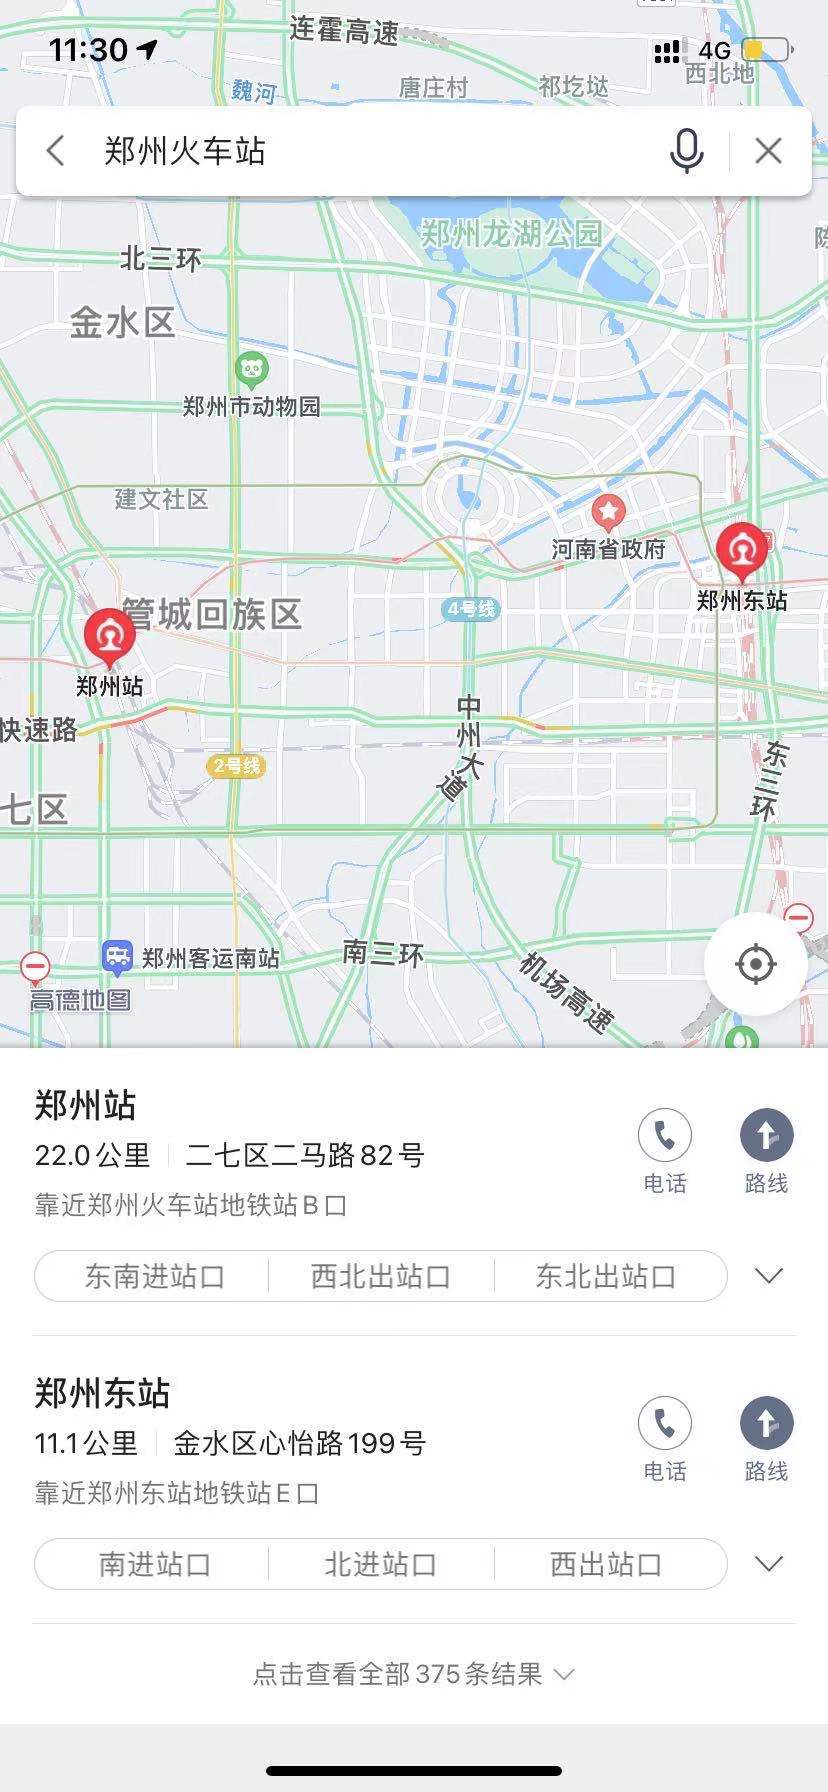 连霍高速
11:30
4G
西北地
魏河
唐庄村
祁圪垯
郑州火车站
郑州龙湖公园
北三环
金水区
郑州市动物园
建文社区
河南省政府
郑州东站
管城回族区
4号线
郑州站
中州大道
快速路
2号线
东三环
七区
南三环
郑州客运南站
机场高速
高德地图
郑州站
22.0公里 二七区二马路82号
电话
路线
靠近郑州火车站地铁站B口
东南进站口 西北出站口 东北出站口
郑州东站
11.1公里 金水区心怡路199号
电话
路线
靠近郑州东站地铁站E口
南进站口 北进站口 西出站口
点击查看全部375条结果